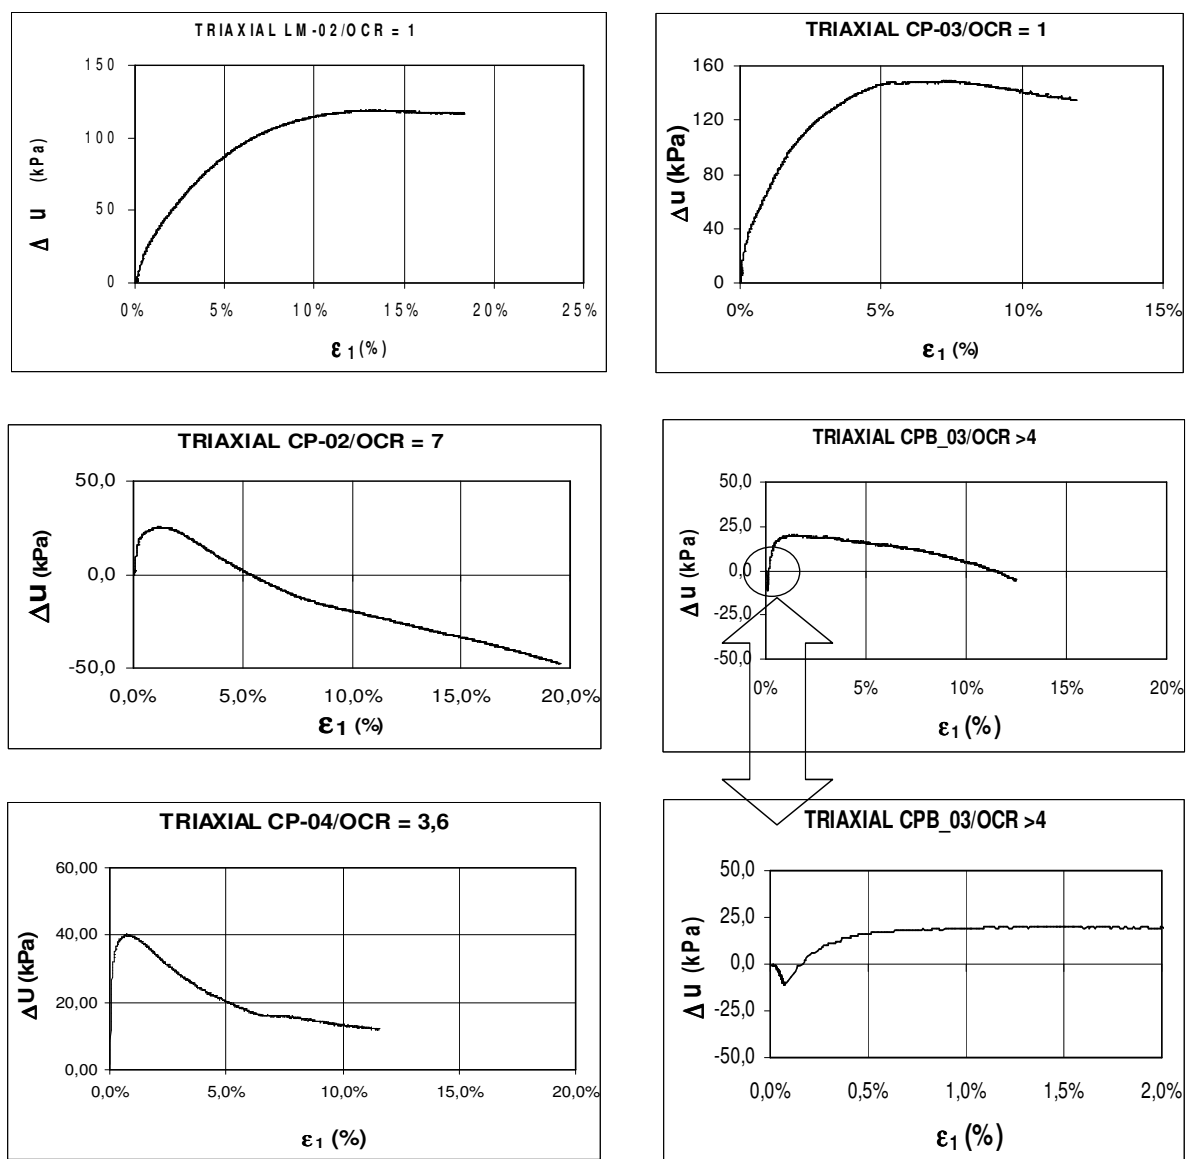 TRIAXIAL LM-02/OCR = 1
150
100
50
0
Δ u (kPa)
0% 5% 10% 15% 20% 25%
ε1(%)
TRIAXIAL CP-03/OCR = 1
160
120
80
40
0
Δu (kPa)
0% 5% 10% 15%
ε1 (%)
TRIAXIAL CP-02/OCR = 7
50,0
0,0
-50,0
ΔU (kPa)
0,0% 5,0% 10,0% 15,0% 20,0%
ε1 (%)
TRIAXIAL CPB_03/OCR >4
50,0
25,0
0,0
-25,0
-50,0
Δu (kPa)
0% 5% 10% 15% 20%
ε1 (%)
TRIAXIAL CP-04/OCR = 3,6
60,00
40,00
20,00
0,00
ΔU (kPa)
0,0% 5,0% 10,0% 15,0% 20,0%
ε1 (%)
TRIAXIAL CPB_03/OCR >4
50,0
25,0
0,0
-25,0
-50,0
Δu (kPa)
0,0% 0,5% 1,0% 1,5% 2,0%
ε1 (%)